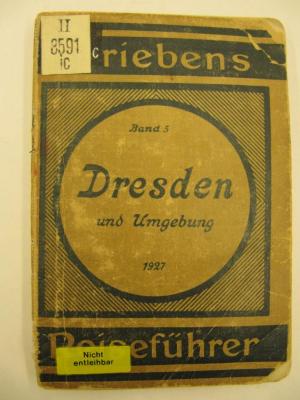 II
8591
ic
riebens
Band 5
Dresden
und Umgebung
1927
Reiseführer
Nicht
entleihbar